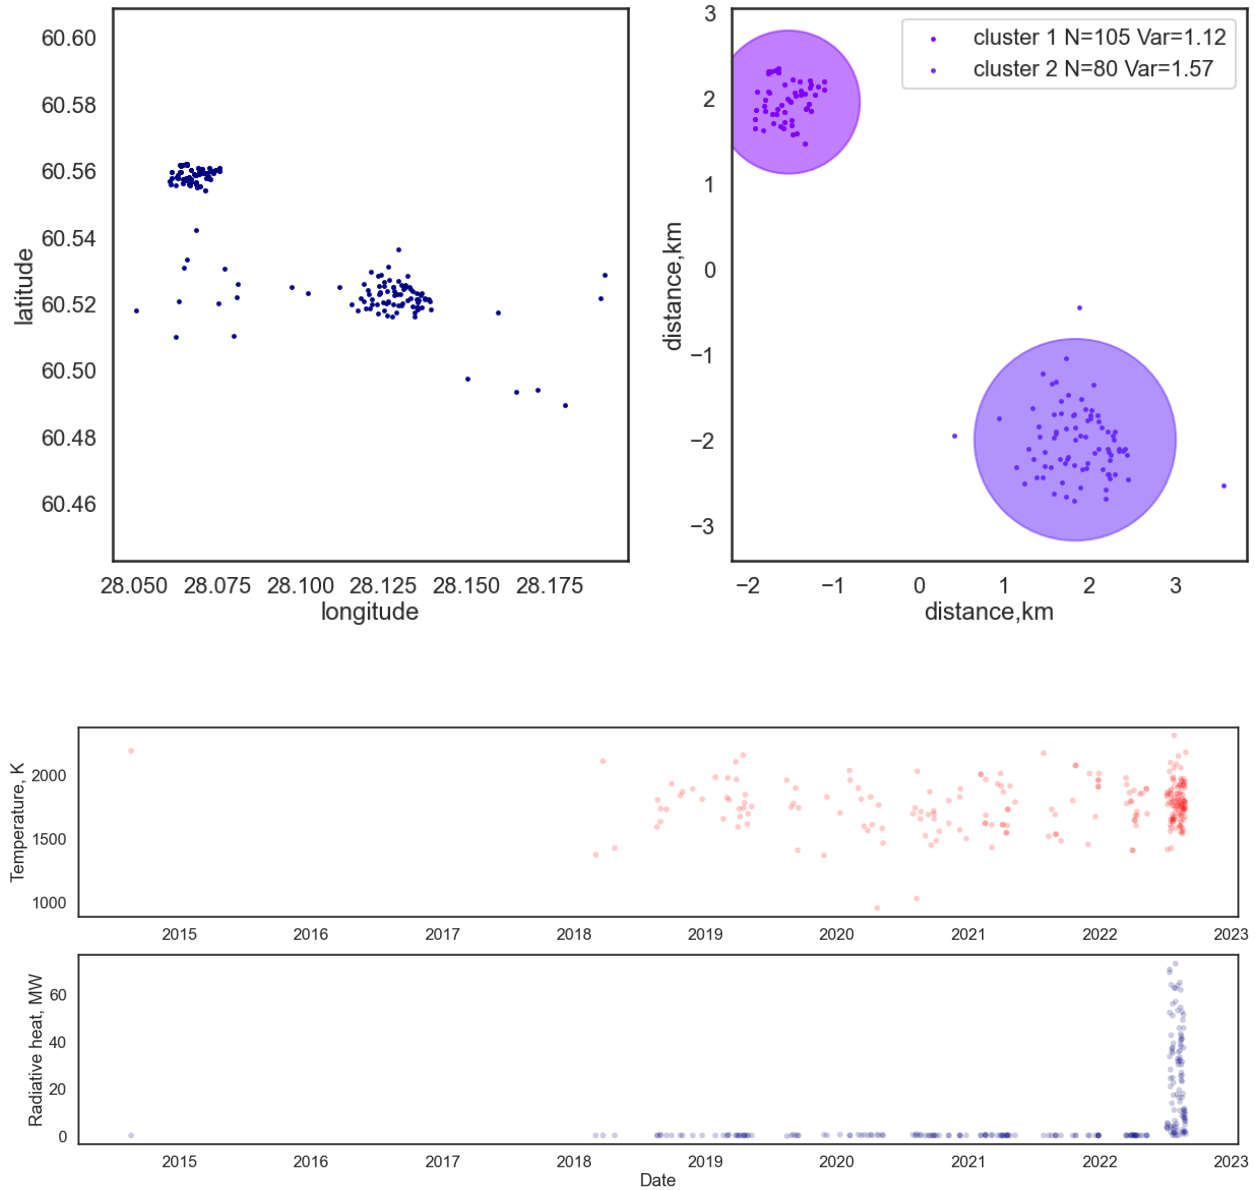 60.60
60.58
60.56
60.54
60.52
60.50
60.48
60.46
latitude
28.050 28.075 28.100 28.125 28.150 28.175
longitude
3
2
1
0
−1
−2
−3
distance,km
−2 −1 0 1 2 3
distance,km
cluster 1 N=105 Var=1.12
cluster 2 N=80 Var=1.57
2000
1500
1000
Temperature, K
2015 2016 2017 2018 2019 2020 2021 2022 2023
60
40
20
0
Radiative heat, MW
2015 2016 2017 2018 2019 2020 2021 2022 2023
Date